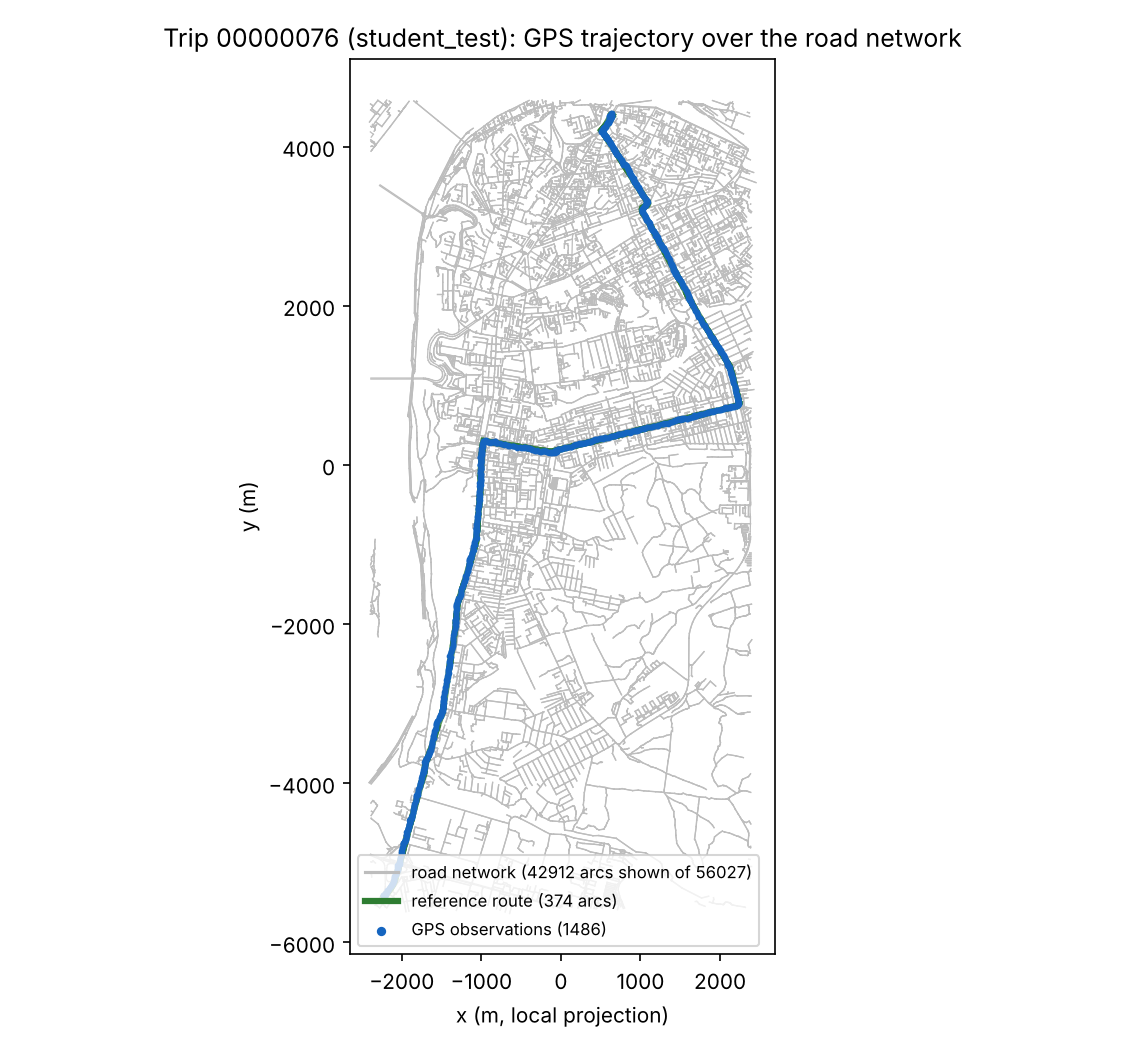 Trip 00000076 (student_test): GPS trajectory over the road network
4000
2000
0
−2000
−4000
−6000
y (m)
road network (42912 arcs shown of 56027)
reference route (374 arcs)
GPS observations (1486)
−2000 −1000 0 1000 2000
x (m, local projection)